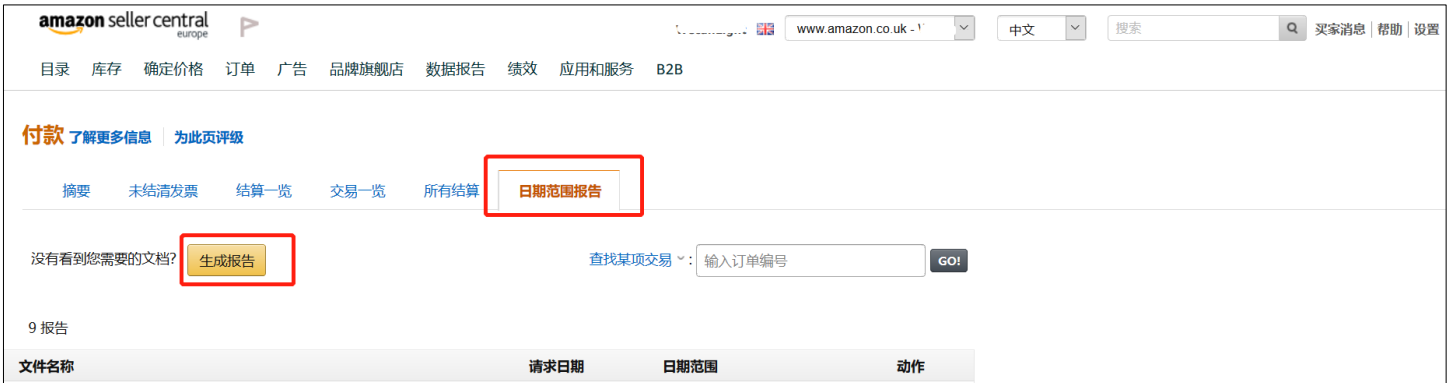 amazon seller central
europe
www.amazon.co.uk -
中文
搜索
买家消息 | 帮助 | 设置
目录 库存 确定价格 订单 广告 品牌旗舰店 数据报告 绩效 应用和服务 B2B
付款 了解更多信息 | 为此页评级
摘要 未结清发票 结算一览 交易一览 所有结算 日期范围报告
没有看到您需要的文档? 生成报告 查找某项交易 : 输入订单编号 GO!
9 报告
文件名称 请求日期 日期范围 动作